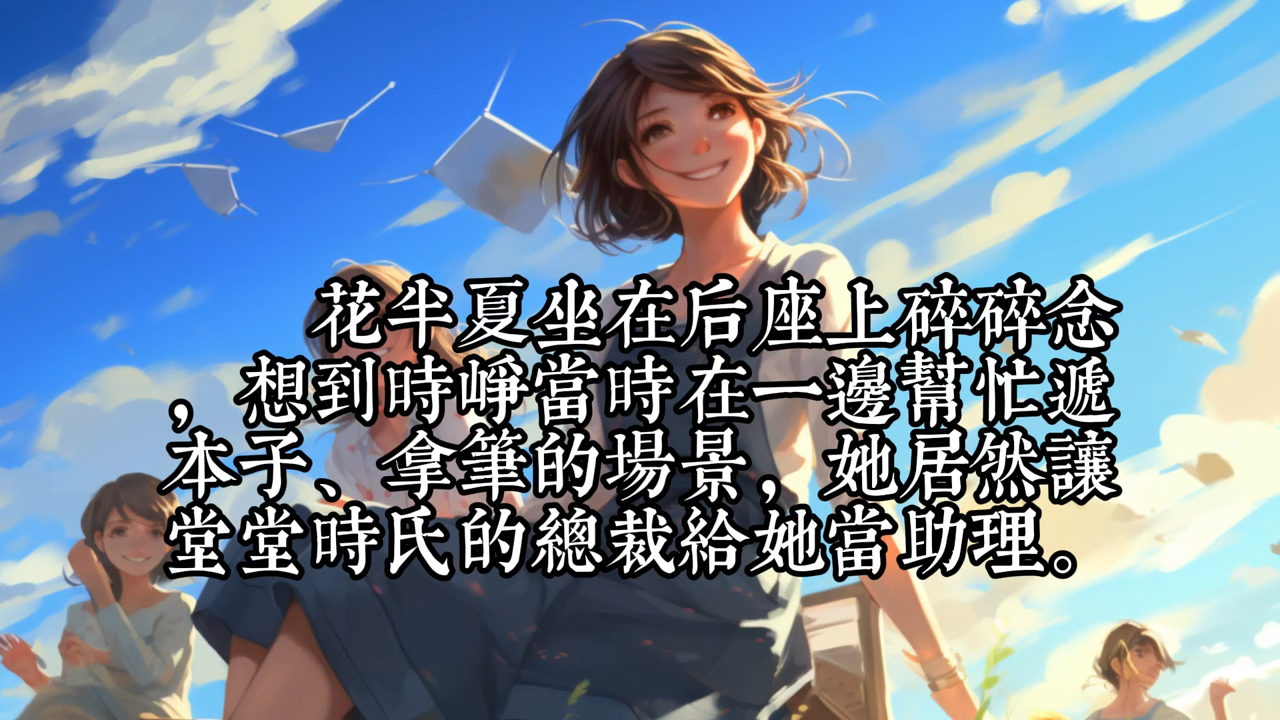 花半夏坐在后座上碎碎念
，想到時崢當時在一邊幫忙遞
本子、拿筆的場景，她居然讓
堂堂時氏的總裁給她當助理。